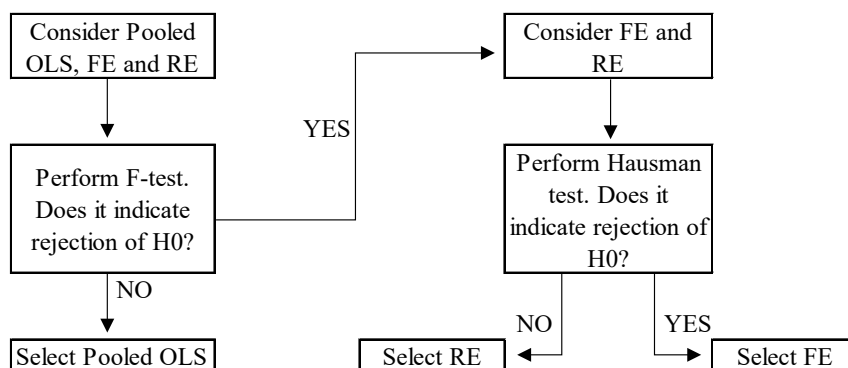 Consider Pooled
OLS, FE and RE
Consider FE and
RE
YES
Perform F-test.
Does it indicate
rejection of H0?
Perform Hausman
test. Does it
indicate rejection of
H0?
NO
NO
YES
Select Pooled OLS
Select RE
Select FE